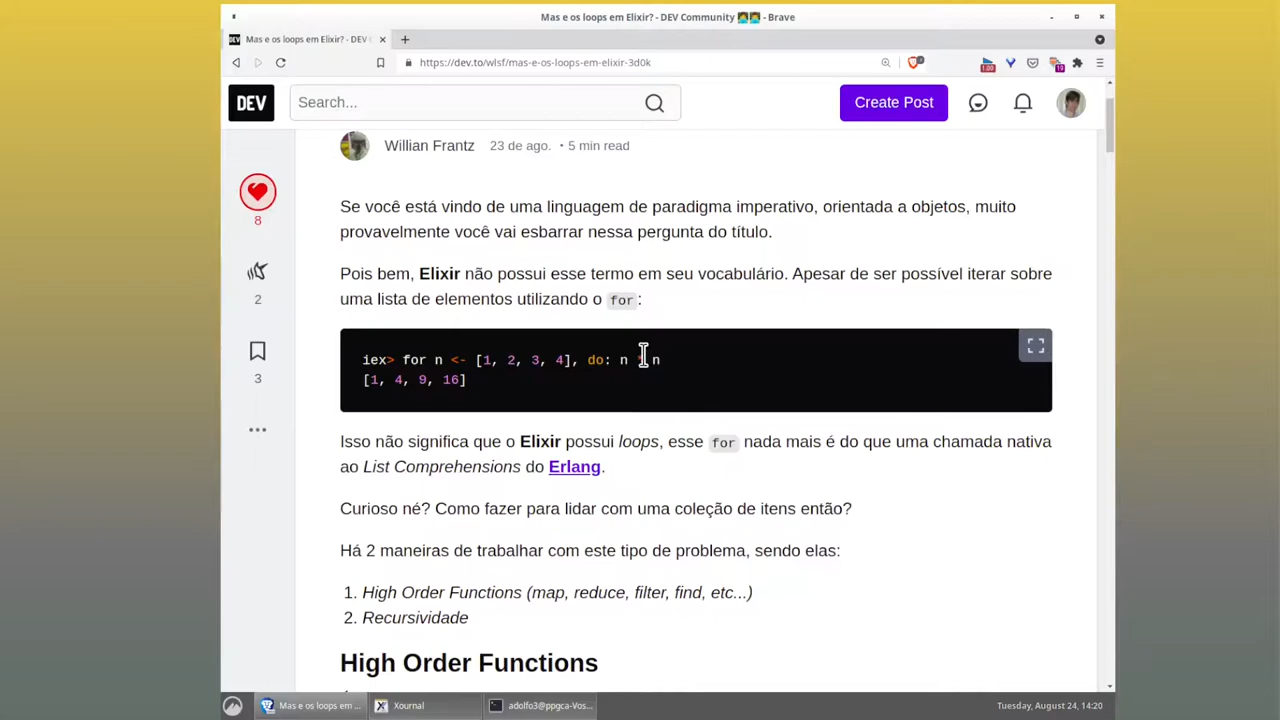 Mas e os loops em Elixir? - DEV Community 👩‍💻👨‍💻 - Brave
DEV Mas e os loops em Elixir? - DEV
https://dev.to/wlsf/mas-e-os-loops-em-elixir-3d0k
1.00
19
DEV
Search...
Create Post
Willian Frantz 23 de ago. • 5 min read
8
2
3
Se você está vindo de uma linguagem de paradigma imperativo, orientada a objetos, muito
provavelmente você vai esbarrar nessa pergunta do título.
Pois bem, Elixir não possui esse termo em seu vocabulário. Apesar de ser possível iterar sobre
uma lista de elementos utilizando o for:
iex> for n <- [1, 2, 3, 4], do: n * n
[1, 4, 9, 16]
Isso não significa que o Elixir possui loops, esse for nada mais é do que uma chamada nativa
ao List Comprehensions do Erlang.
Curioso né? Como fazer para lidar com uma coleção de itens então?
Há 2 maneiras de trabalhar com este tipo de problema, sendo elas:
1. High Order Functions (map, reduce, filter, find, etc...)
2. Recursividade
High Order Functions
Mas e os loops em ...
Xournal
adolfo3@ppgca-Vos...
Tuesday, August 24, 14:20